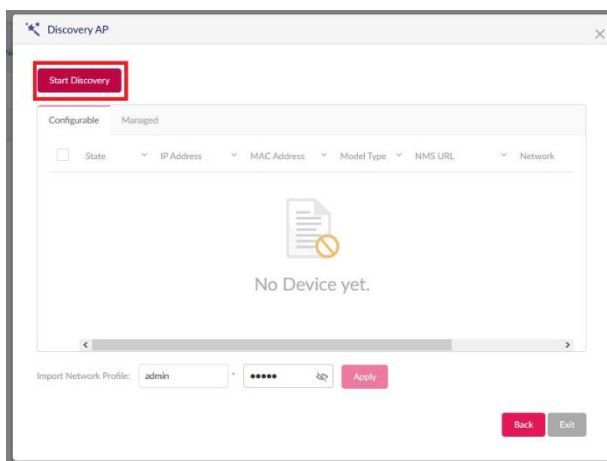 Discovery AP
Start Discovery
Configurable Managed
State IP Address MAC Address Model Type NMS URL Network
No Device yet.
Import Network Profile: admin * ••••• Apply
Back Exit